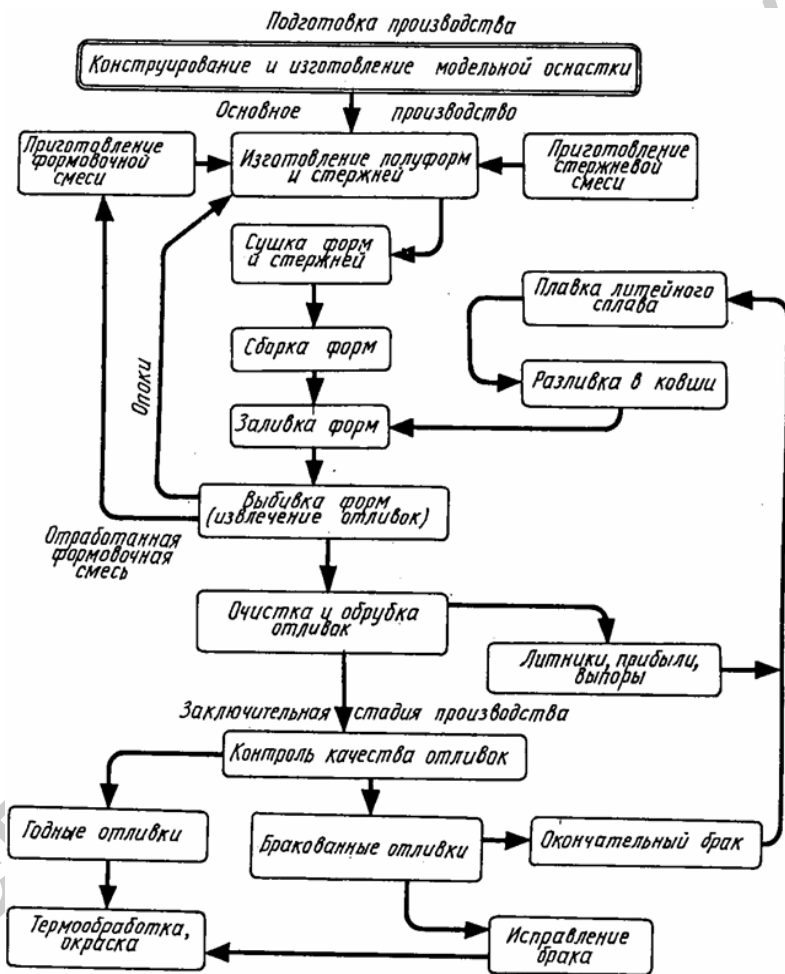 Подготовка производства
Конструирование и изготовление модельной оснастки
Основное производство
Приготовление
формовочной
смеси
Изготовление полуформ
и стержней
Приготовление
стержневой
смеси
Сушка форм
и стержней
Плавка литейного
сплава
Сборка форм
Разливка в ковши
Опоки
Заливка форм
Выбивка форм
(извлечение отливок)
Отработанная
формовочная
смесь
Очистка и обрубка
отливок
Литники, прибыли,
выпоры
Заключительная стадия производства
Контроль качества отливок
Годные отливки
Бракованные отливки
Окончательный брак
Термообработка,
окраска
Исправление
брака